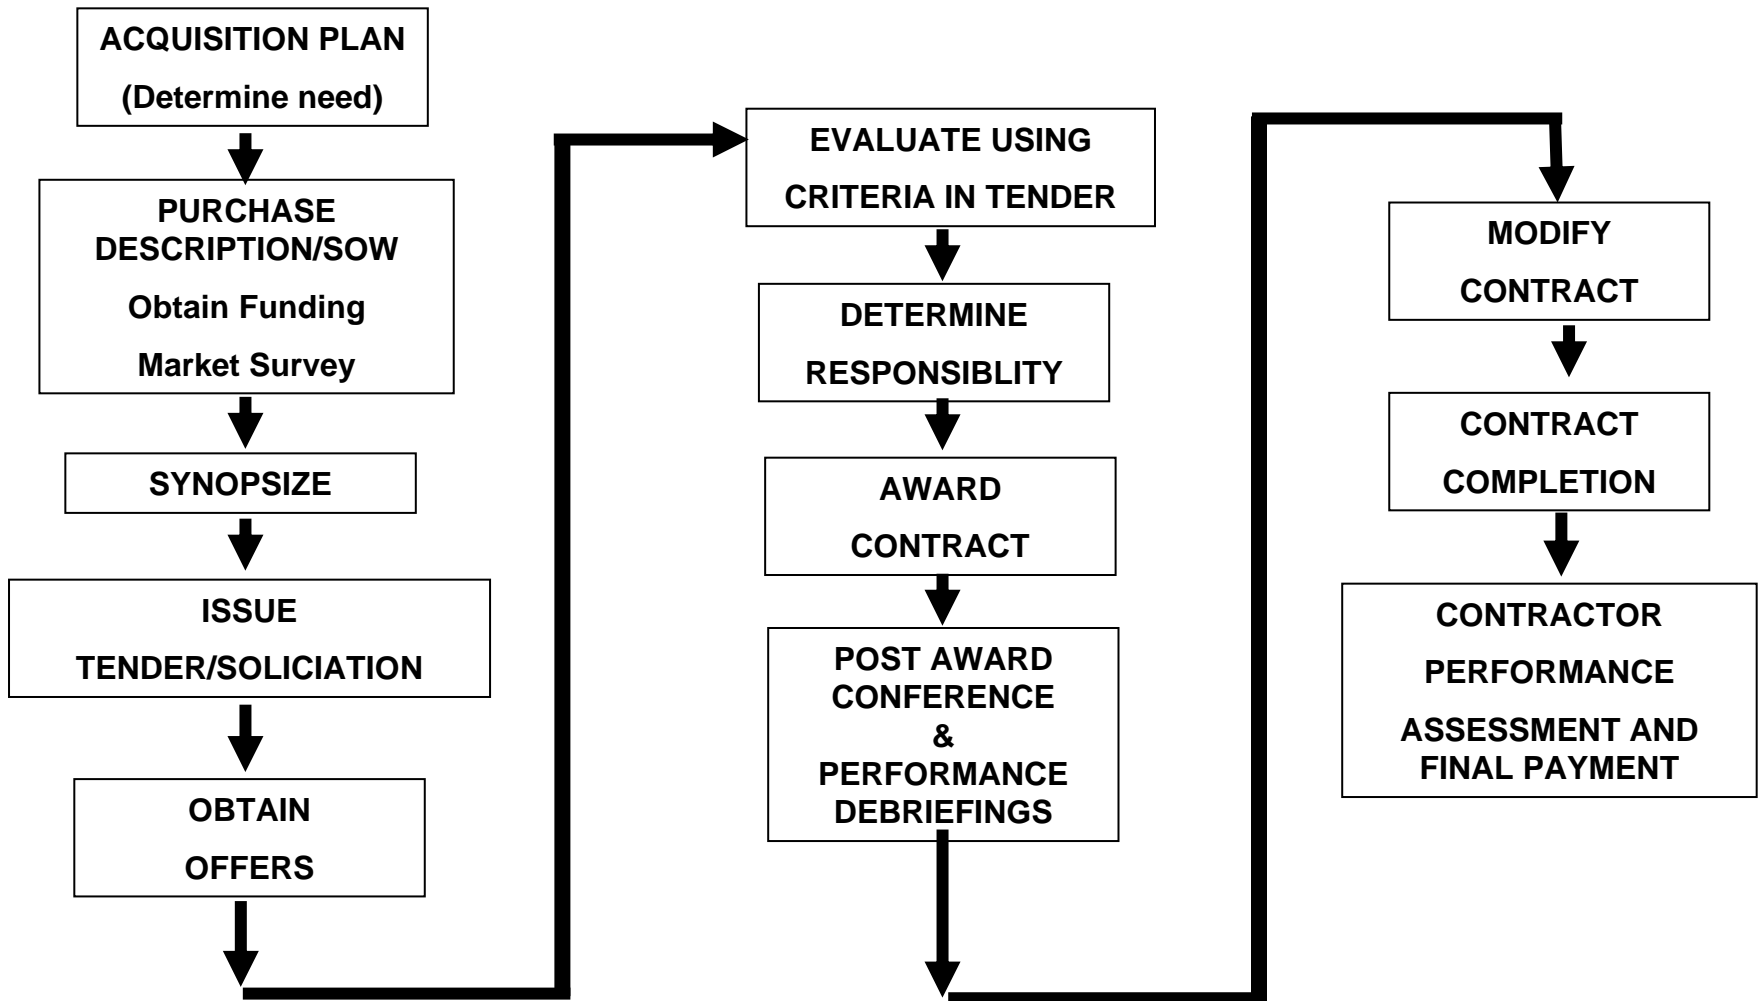 ACQUISITION PLAN
(Determine need)
PURCHASE
DESCRIPTION/SOW
Obtain Funding
Market Survey
SYNOPSIZE
ISSUE
TENDER/SOLICIATION
OBTAIN
OFFERS
EVALUATE USING
CRITERIA IN TENDER
DETERMINE
RESPONSIBLITY
AWARD
CONTRACT
POST AWARD
CONFERENCE
&
PERFORMANCE
DEBRIEFINGS
MODIFY
CONTRACT
CONTRACT
COMPLETION
CONTRACTOR
PERFORMANCE
ASSESSMENT AND
FINAL PAYMENT